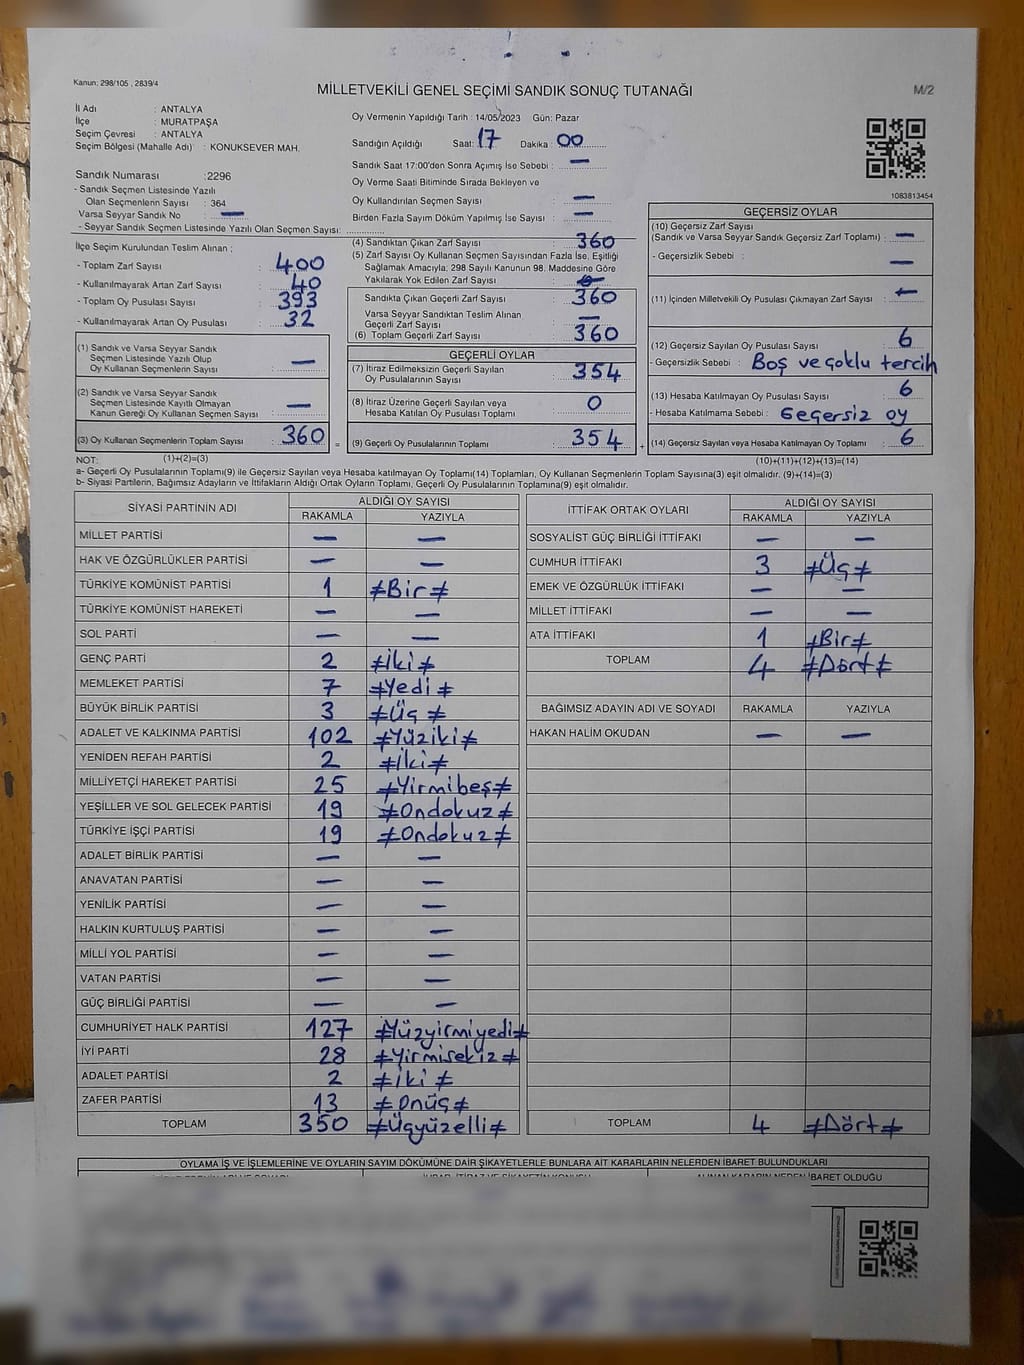 Kanun: 298/105 , 2839/4
MİLLETVEKİLİ GENEL SEÇİMİ SANDIK SONUÇ TUTANAĞI
M/2
İl Adı : ANTALYA
İlçe : MURATPAŞA
Seçim Çevresi : ANTALYA
Seçim Bölgesi (Mahalle Adı) : KONUKSEVER MAH.
Oy Vermenin Yapıldığı Tarih : 14/05/2023 Gün: Pazar
Sandığın Açıldığı Saat: 17 Dakika : 00
Sandık Saat 17:00'den Sonra Açılmış İse Sebebi : —
Oy Verme Saati Bitiminde Sırada Bekleyen ve
Oy Kullandırılan Seçmen Sayısı : —
Birden Fazla Sayım Döküm Yapılmış İse Sayısı : —
1083813454
Sandık Numarası :2296
- Sandık Seçmen Listesinde Yazılı
Olan Seçmenlerin Sayısı : 364
Varsa Seyyar Sandık No : —
- Seyyar Sandık Seçmen Listesinde Yazılı Olan Seçmen Sayısı:
İlçe Seçim Kurulundan Teslim Alınan ;
- Toplam Zarf Sayısı : 400
- Kullanılmayarak Artan Zarf Sayısı : 40
- Toplam Oy Pusulası Sayısı : 393
- Kullanılmayarak Artan Oy Pusulası : 32
(4) Sandıktan Çıkan Zarf Sayısı : 360
(5) Zarf Sayısı Oy Kullanan Seçmen Sayısından Fazla İse, Eşitliği
Sağlamak Amacıyla; 298 Sayılı Kanunun 98. Maddesine Göre
Yakılarak Yok Edilen Zarf Sayısı :
Sandıkta Çıkan Geçerli Zarf Sayısı : 360
Varsa Seyyar Sandıktan Teslim Alınan
Geçerli Zarf Sayısı : —
(6) Toplam Geçerli Zarf Sayısı : 360
GEÇERSİZ OYLAR
(10) Geçersiz Zarf Sayısı
(Sandık ve Varsa Seyyar Sandık Geçersiz Zarf Toplamı) : —
- Geçersizlik Sebebi : —
(11) İçinden Milletvekili Oy Pusulası Çıkmayan Zarf Sayısı : —
(12) Geçersiz Sayılan Oy Pusulası Sayısı : 6
- Geçersizlik Sebebi : Boş ve çoklu tercih
(13) Hesaba Katılmayan Oy Pusulası Sayısı : 6
- Hesaba Katılmama Sebebi : Geçersiz oy
(14) Geçersiz Sayılan veya Hesaba Katılmayan Oy Toplamı : 6
(1) Sandık ve Varsa Seyyar Sandık
Seçmen Listesinde Yazılı Olup
Oy Kullanan Seçmenlerin Sayısı : —
(2) Sandık ve Varsa Seyyar Sandık
Seçmen Listesinde Kayıtlı Olmayan
Kanun Gereği Oy Kullanan Seçmen Sayısı : —
(3) Oy Kullanan Seçmenlerin Toplam Sayısı : 360 =
GEÇERLİ OYLAR
(7) İtiraz Edilmeksizin Geçerli Sayılan
Oy Pusulalarının Sayısı : 354
(8) İtiraz Üzerine Geçerli Sayılan veya
Hesaba Katılan Oy Pusulası Toplamı : 0
(9) Geçerli Oy Pusulalarının Toplamı : 354 +
NOT: (1)+(2)=(3) (10)+(11)+(12)+(13)=(14)
a- Geçerli Oy Pusulalarının Toplamı(9) ile Geçersiz Sayılan veya Hesaba katılmayan Oy Toplamı(14) Toplamları, Oy Kullanan Seçmenlerin Toplam Sayısına(3) eşit olmalıdır. (9)+(14)=(3)
b- Siyasi Partilerin, Bağımsız Adayların ve İttifakların Aldığı Ortak Oyların Toplamı, Geçerli Oy Pusulalarının Toplamına(9) eşit olmalıdır.
SİYASİ PARTİNİN ADI ALDIĞI OY SAYISI
RAKAMLA YAZIYLA
MİLLET PARTİSİ — —
HAK VE ÖZGÜRLÜKLER PARTİSİ — —
TÜRKİYE KOMÜNİST PARTİSİ 1 ≠Bir≠
TÜRKİYE KOMÜNİST HAREKETİ — —
SOL PARTİ — —
GENÇ PARTİ 2 ≠İki≠
MEMLEKET PARTİSİ 7 ≠Yedi≠
BÜYÜK BİRLİK PARTİSİ 3 ≠Üç≠
ADALET VE KALKINMA PARTİSİ 102 ≠Yüziki≠
YENİDEN REFAH PARTİSİ 2 ≠İki≠
MİLLİYETÇİ HAREKET PARTİSİ 25 ≠Yirmibeş≠
YEŞİLLER VE SOL GELECEK PARTİSİ 19 ≠Ondokuz≠
TÜRKİYE İŞÇİ PARTİSİ 19 ≠Ondokuz≠
ADALET BİRLİK PARTİSİ — —
ANAVATAN PARTİSİ — —
YENİLİK PARTİSİ — —
HALKIN KURTULUŞ PARTİSİ — —
MİLLİ YOL PARTİSİ — —
VATAN PARTİSİ — —
GÜÇ BİRLİĞİ PARTİSİ — —
CUMHURİYET HALK PARTİSİ 127 ≠Yüzyirmiyedi≠
İYİ PARTİ 28 ≠Yirmisekiz≠
ADALET PARTİSİ 2 ≠iki≠
ZAFER PARTİSİ 13 ≠Onüç≠
TOPLAM 350 ≠Üçyüzelli≠
İTTİFAK ORTAK OYLARI ALDIĞI OY SAYISI
RAKAMLA YAZIYLA
SOSYALİST GÜÇ BİRLİĞİ İTTİFAKI — —
CUMHUR İTTİFAKI 3 ≠Üç≠
EMEK VE ÖZGÜRLÜK İTTİFAKI — —
MİLLET İTTİFAKI — —
ATA İTTİFAKI 1 ≠Bir≠
TOPLAM 4 ≠Dört≠
BAĞIMSIZ ADAYIN ADI VE SOYADI RAKAMLA YAZIYLA
HAKAN HALİM OKUDAN — —
TOPLAM 4 ≠Dört≠
OYLAMA İŞ VE İŞLEMLERİNE VE OYLARIN SAYIM DÖKÜMÜNE DAİR ŞİKAYETLERLE BUNLARA AİT KARARLARIN NELERDEN İBARET BULUNDUKLARI
ALINAN KARARIN NEDEN İBARET OLDUĞU